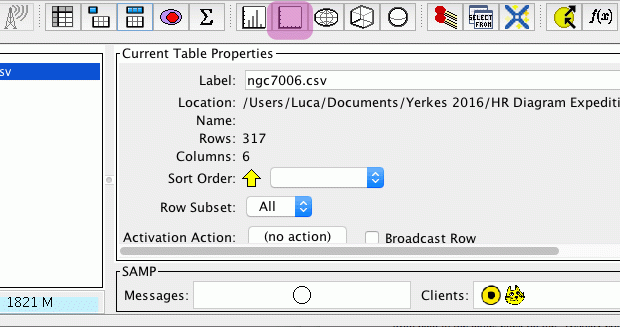 Σ
SELECT
FROM
f(x)
sv
Current Table Properties
Label: ngc7006.csv
Location: /Users/Luca/Documents/Yerkes 2016/HR Diagram Expediti
Name:
Rows: 317
Columns: 6
Sort Order:
Row Subset: All
Activation Action: (no action) Broadcast Row
SAMP
1821 M
Messages: Clients: